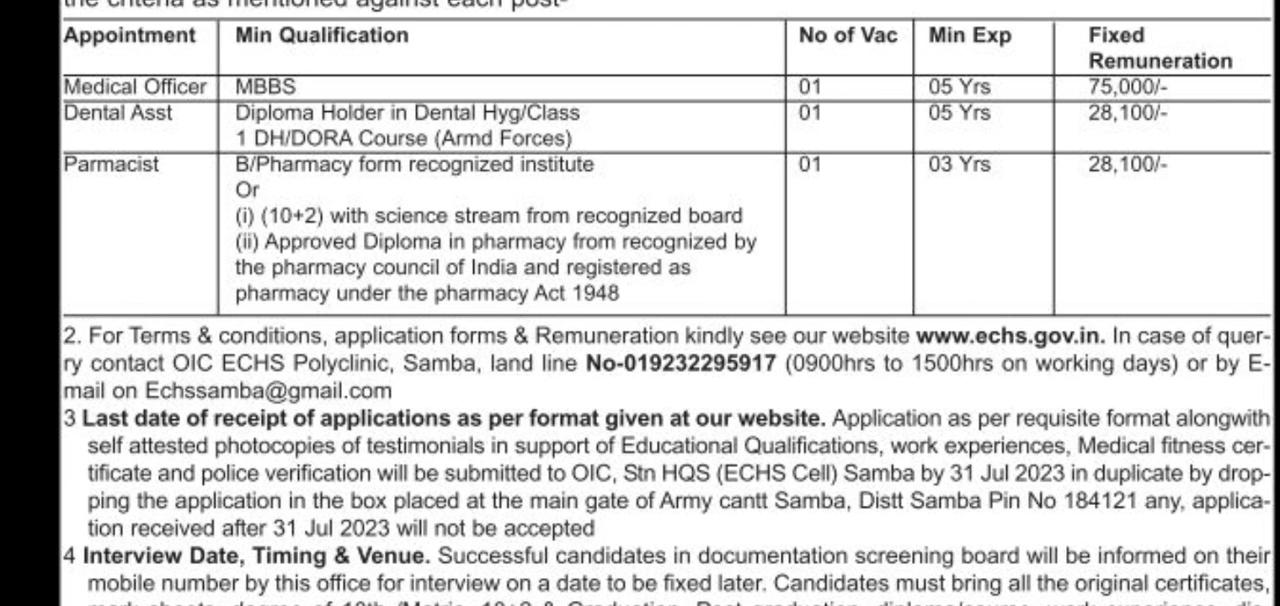 the criteria as mentioned against each post-
Appointment Min Qualification No of Vac Min Exp Fixed
Remuneration
Medical Officer MBBS 01 05 Yrs 75,000/-
Dental Asst Diploma Holder in Dental Hyg/Class 01 05 Yrs 28,100/-
1 DH/DORA Course (Armd Forces)
Parmacist B/Pharmacy form recognized institute 01 03 Yrs 28,100/-
Or
(i) (10+2) with science stream from recognized board
(ii) Approved Diploma in pharmacy from recognized by
the pharmacy council of India and registered as
pharmacy under the pharmacy Act 1948
2. For Terms & conditions, application forms & Remuneration kindly see our website www.echs.gov.in. In case of quer-
ry contact OIC ECHS Polyclinic, Samba, land line No-019232295917 (0900hrs to 1500hrs on working days) or by E-
mail on Echssamba@gmail.com
3 Last date of receipt of applications as per format given at our website. Application as per requisite format alongwith
self attested photocopies of testimonials in support of Educational Qualifications, work experiences, Medical fitness cer-
tificate and police verification will be submitted to OIC, Stn HQS (ECHS Cell) Samba by 31 Jul 2023 in duplicate by drop-
ping the application in the box placed at the main gate of Army cantt Samba, Distt Samba Pin No 184121 any, applica-
tion received after 31 Jul 2023 will not be accepted
4 Interview Date, Timing & Venue. Successful candidates in documentation screening board will be informed on their
mobile number by this office for interview on a date to be fixed later. Candidates must bring all the original certificates,